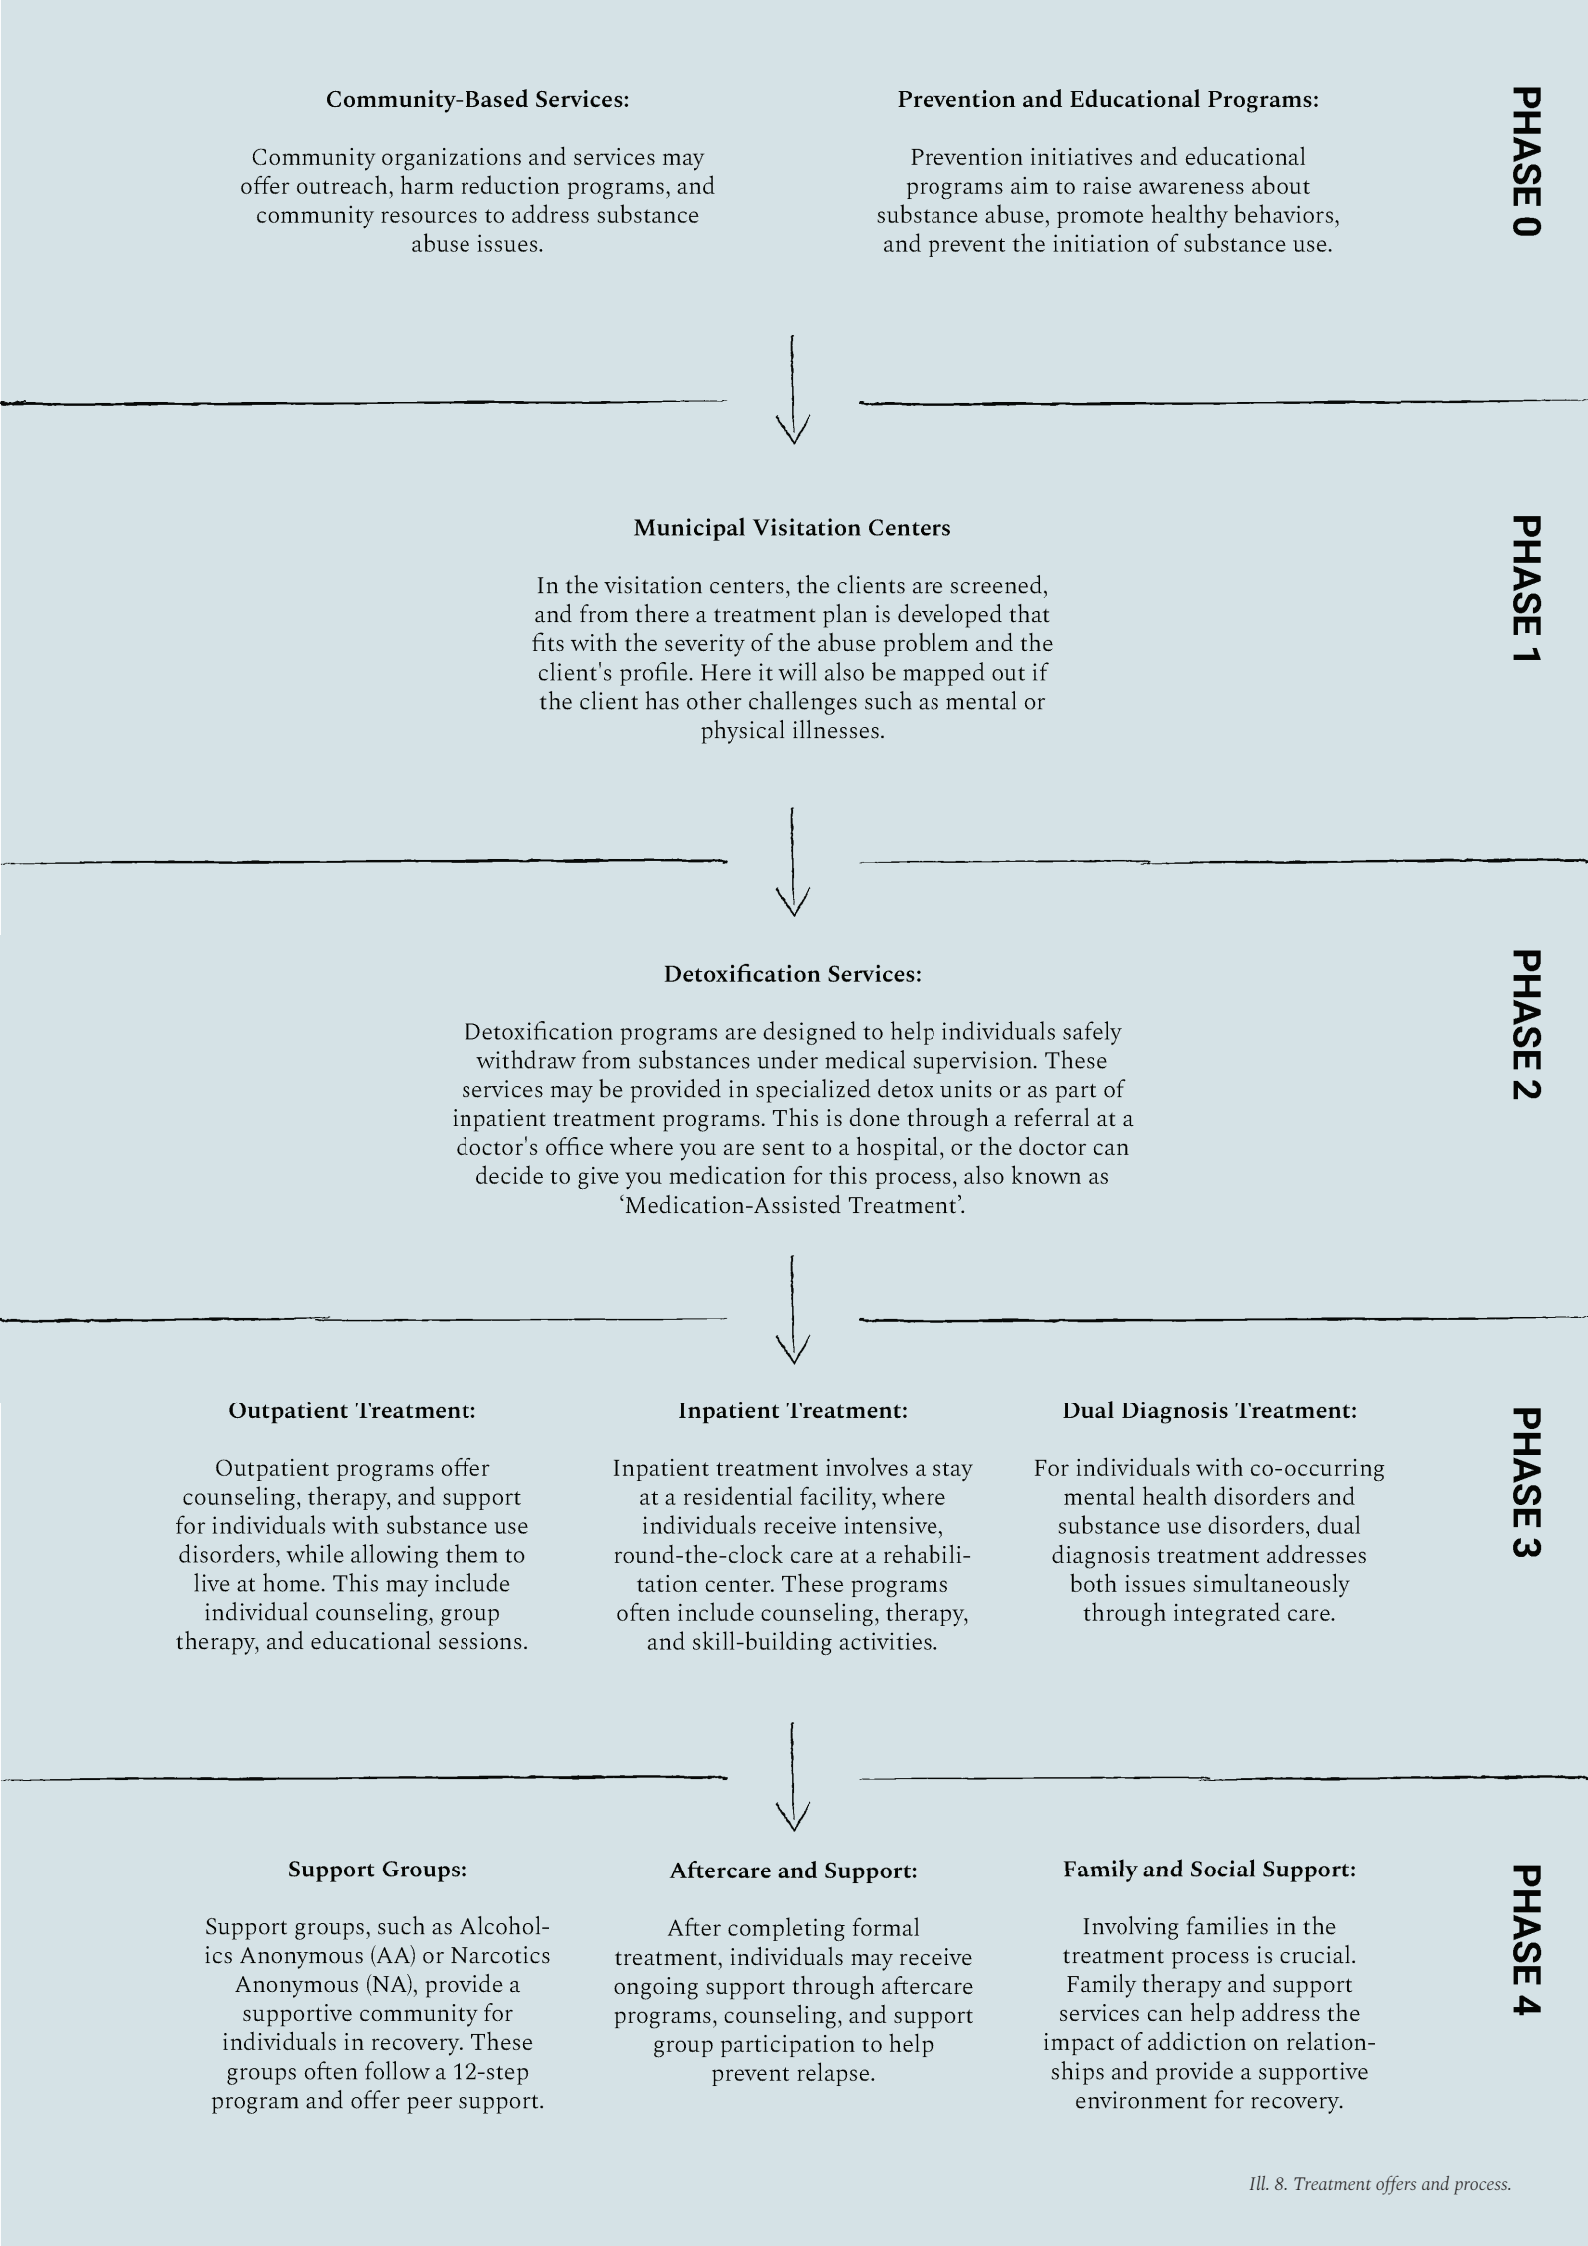 PHASE 0
Community-Based Services:
Community organizations and services may
offer outreach, harm reduction programs, and
community resources to address substance
abuse issues.
Prevention and Educational Programs:
Prevention initiatives and educational
programs aim to raise awareness about
substance abuse, promote healthy behaviors,
and prevent the initiation of substance use.
PHASE 1
Municipal Visitation Centers
In the visitation centers, the clients are screened,
and from there a treatment plan is developed that
fits with the severity of the abuse problem and the
client's profile. Here it will also be mapped out if
the client has other challenges such as mental or
physical illnesses.
PHASE 2
Detoxification Services:
Detoxification programs are designed to help individuals safely
withdraw from substances under medical supervision. These
services may be provided in specialized detox units or as part of
inpatient treatment programs. This is done through a referral at a
doctor's office where you are sent to a hospital, or the doctor can
decide to give you medication for this process, also known as
‘Medication-Assisted Treatment’.
PHASE 3
Outpatient Treatment:
Outpatient programs offer
counseling, therapy, and support
for individuals with substance use
disorders, while allowing them to
live at home. This may include
individual counseling, group
therapy, and educational sessions.
Inpatient Treatment:
Inpatient treatment involves a stay
at a residential facility, where
individuals receive intensive,
round-the-clock care at a rehabili-
tation center. These programs
often include counseling, therapy,
and skill-building activities.
Dual Diagnosis Treatment:
For individuals with co-occurring
mental health disorders and
substance use disorders, dual
diagnosis treatment addresses
both issues simultaneously
through integrated care.
PHASE 4
Support Groups:
Support groups, such as Alcohol-
ics Anonymous (AA) or Narcotics
Anonymous (NA), provide a
supportive community for
individuals in recovery. These
groups often follow a 12-step
program and offer peer support.
Aftercare and Support:
After completing formal
treatment, individuals may receive
ongoing support through aftercare
programs, counseling, and support
group participation to help
prevent relapse.
Family and Social Support:
Involving families in the
treatment process is crucial.
Family therapy and support
services can help address the
impact of addiction on relation-
ships and provide a supportive
environment for recovery.
Ill. 8. Treatment offers and process.